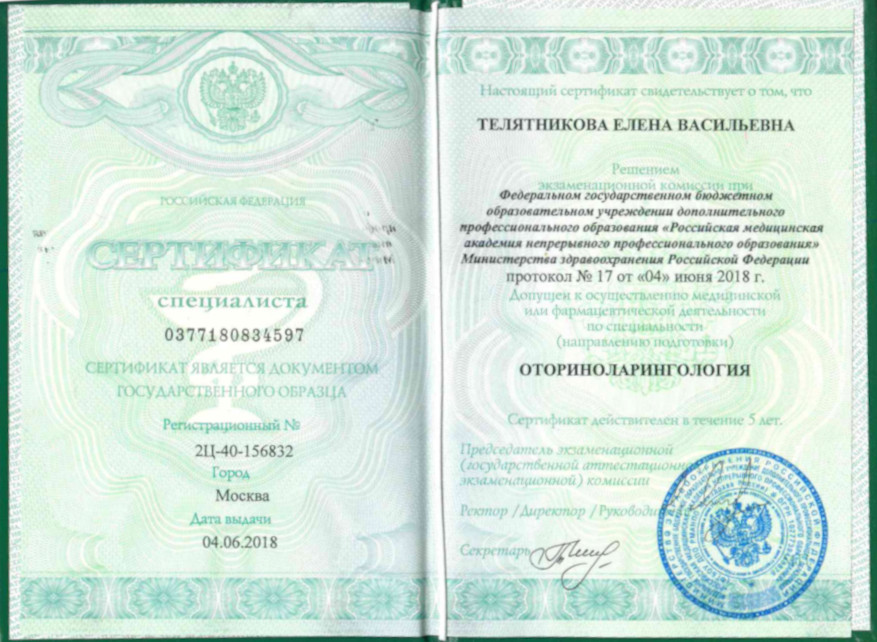 РОССИЙСКАЯ ФЕДЕРАЦИЯ
СЕРТИФИКАТ
специалиста
0377180834597
СЕРТИФИКАТ ЯВЛЯЕТСЯ ДОКУМЕНТОМ
ГОСУДАРСТВЕННОГО ОБРАЗЦА
Регистрационный №
2Ц-40-156832
Город
Москва
Дата выдачи
04.06.2018
Настоящий сертификат свидетельствует о том, что
ТЕЛЯТНИКОВА ЕЛЕНА ВАСИЛЬЕВНА
Решением
экзаменационной комиссии при
Федеральном государственном бюджетном
образовательном учреждении дополнительного
профессионального образования «Российская медицинская
академия непрерывного профессионального образования»
Министерства здравоохранения Российской Федерации
протокол № 17 от «04» июня 2018 г.
Допущен к осуществлению медицинской
или фармацевтической деятельности
по специальности
(направлению подготовки)
ОТОРИНОЛАРИНГОЛОГИЯ
Сертификат действителен в течение 5 лет.
Председатель экзаменационной
(государственной аттестационн
экзаменационной) комиссии
Ректор /Директор /Руководи
Секретарь